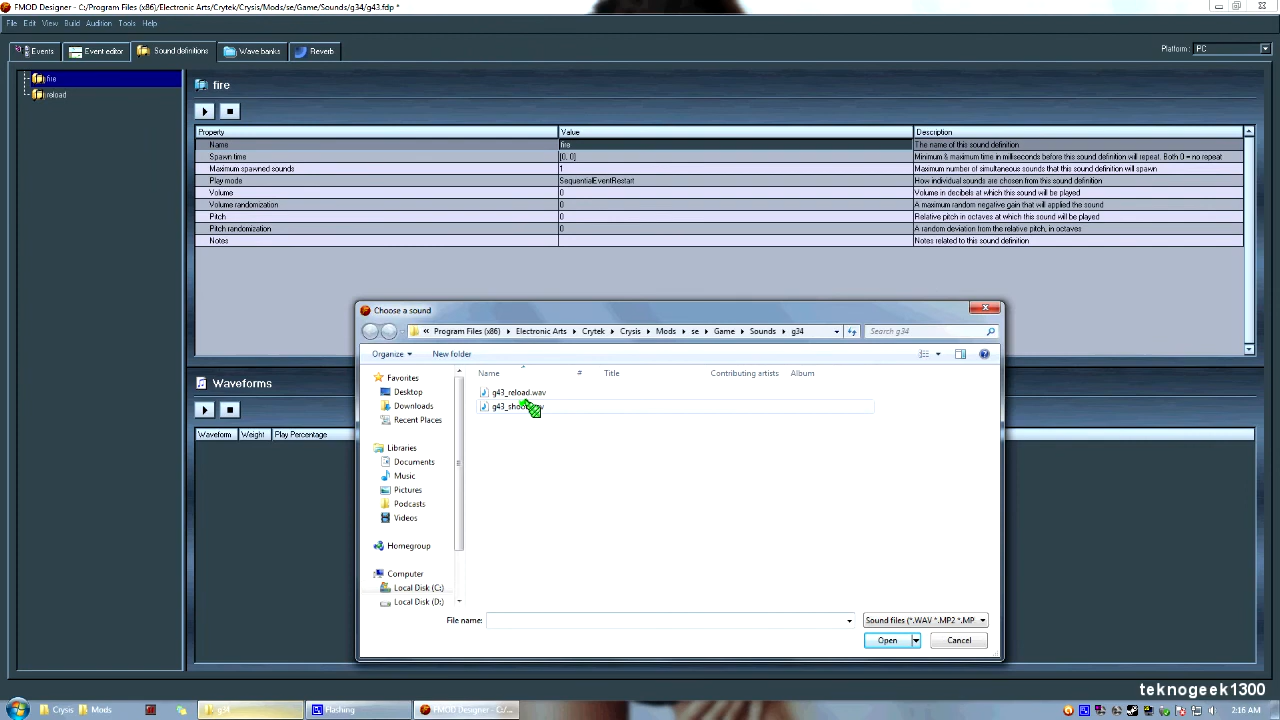 FMOD Designer - C:/Program Files (x86)/Electronic Arts/Crytek/Crysis/Mods/se/Game/Sounds/g34/g43.fdp *
File Edit View Build Audition Tools Help
Events Event editor Sound definitions Wave banks Reverb
Platform: PC
fire
reload
fire
Property Value Description
Name fire The name of this sound definition
Spawn time [0, 0] Minimum & maximum time in milliseconds before this sound definition will repeat. Both 0 = no repeat
Maximum spawned sounds 1 Maximum number of simultaneous sounds that this definition will spawn
Play mode SequentialEventRestart How individual sounds are chosen from this sound definition
Volume 0 Volume in decibels at which this sound will be played
Volume randomization 0 A maximum random negative gain that will applied the sound
Pitch 0 Relative pitch in octaves at which this sound will be played
Pitch randomization 0 A random deviation from the relative pitch, in octaves
Notes Notes related to this sound definition
Choose a sound
« Program Files (x86) Electronic Arts Crytek Crysis Mods se Game Sounds g34
Search g34
Organize New folder
Name # Title Contributing artists Album
Favorites
Desktop
Downloads
Recent Places
Libraries
Documents
Music
Pictures
Podcasts
Videos
Homegroup
Computer
Local Disk (C:)
Local Disk (D:)
g43_reload.wav
File name:
Sound files (*.WAV *.MP2 *.MP
Open Cancel
Waveforms
Waveform Weight Play Percentage
teknogeek1300
Crysis Mods g34 Flashing FMOD Designer - C:/... 2:16 AM